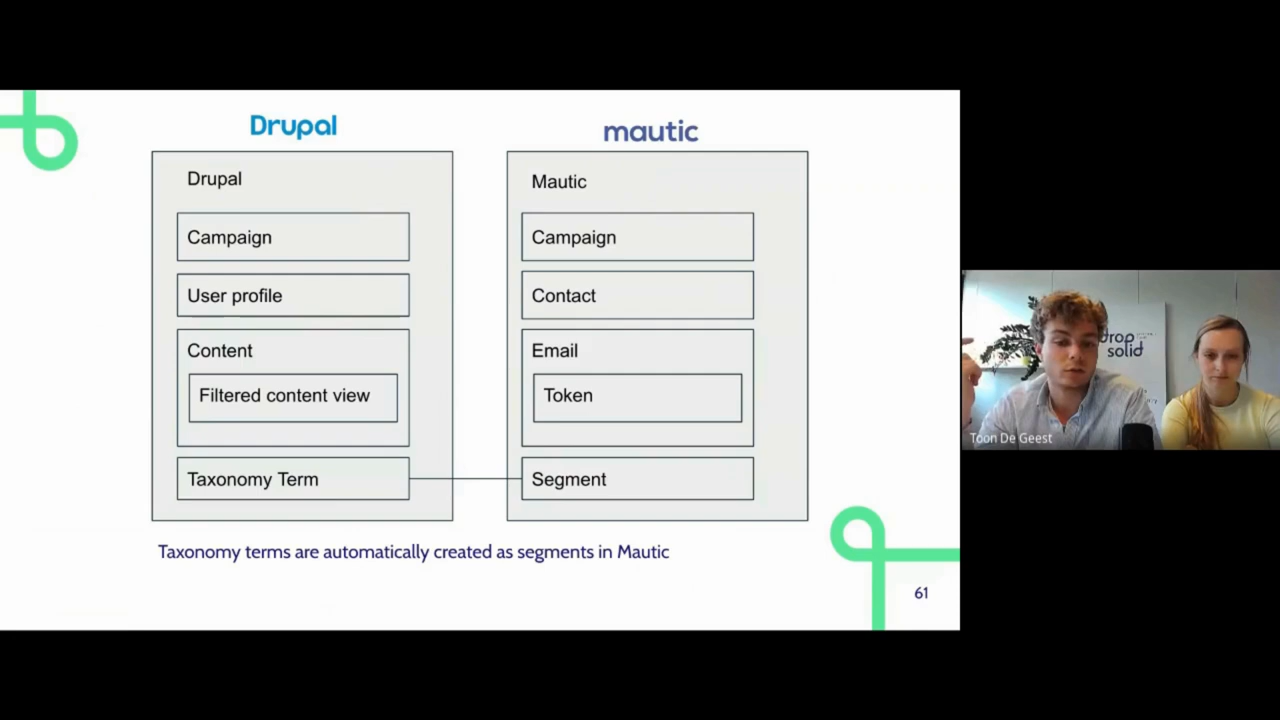 Drupal
mautic
Drupal
Campaign
User profile
Content
Filtered content view
Taxonomy Term
Mautic
Campaign
Contact
Email
Token
Segment
Taxonomy terms are automatically created as segments in Mautic
61
drop
solid
Toon De Geest